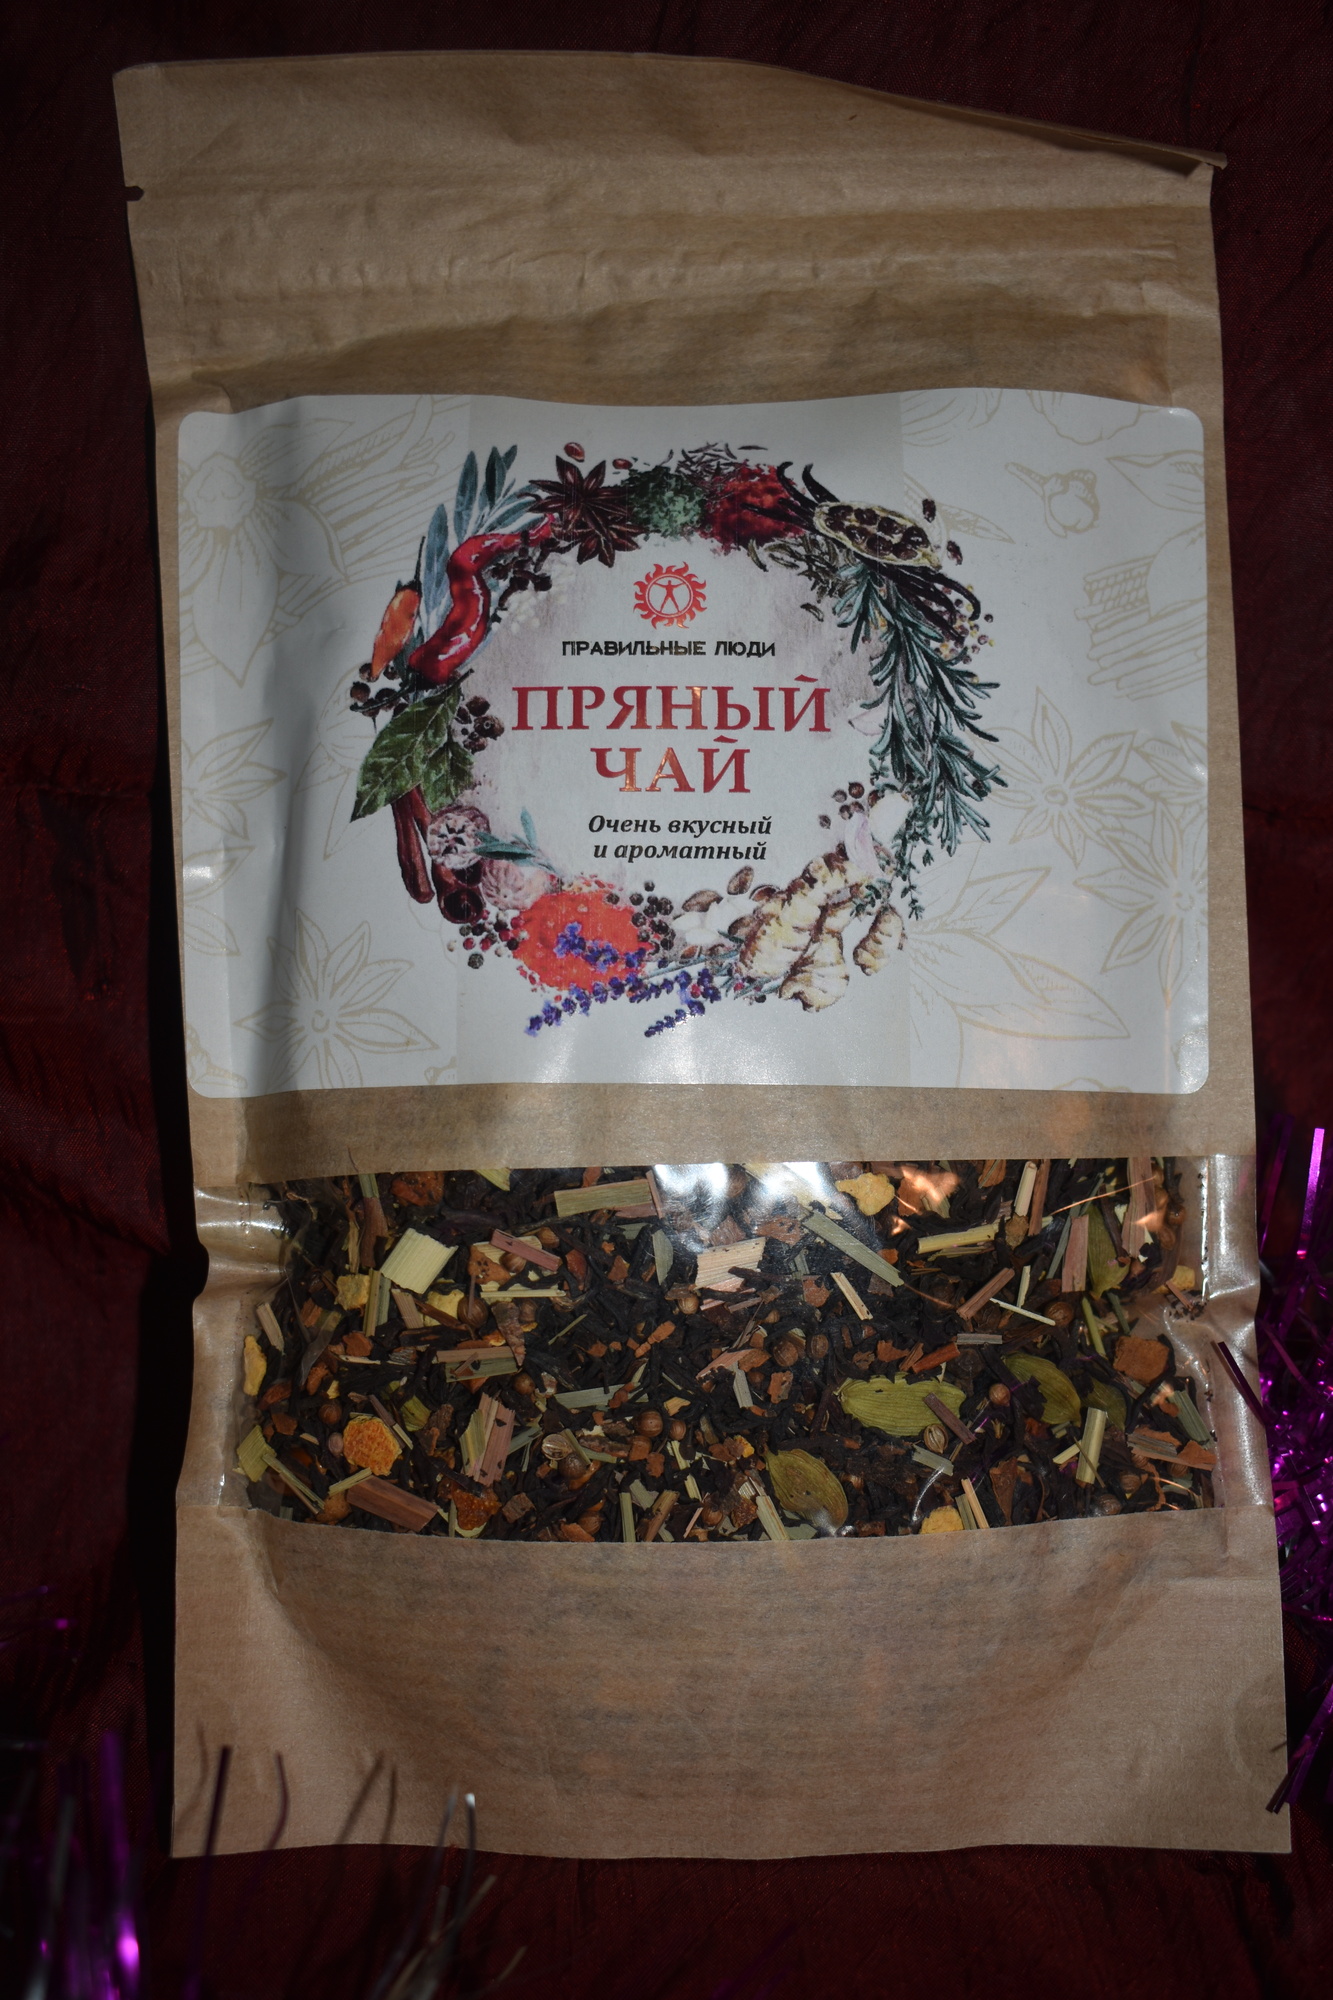 ПРАВИЛЬНЫЕ ЛЮДИ
ПРЯНЫЙ
ЧАЙ
Очень вкусный
и ароматный